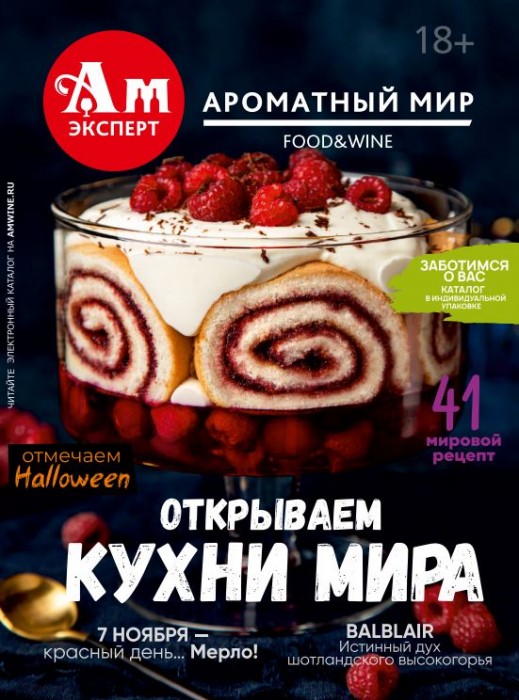 18+
Ам
ЭКСПЕРТ
АРОМАТНЫЙ МИР
FOOD&WINE
ЧИТАЙТЕ ЭЛЕКТРОННЫЙ КАТАЛОГ НА AMWINE.RU
ЗАБОТИМСЯ
О ВАС
КАТАЛОГ
В ИНДИВИДУАЛЬНОЙ
УПАКОВКЕ
41
мировой
рецепт
отмечаем
Halloween
ОТКРЫВАЕМ
КУХНИ МИРА
7 НОЯБРЯ —
красный день... Мерло!
BALBLAIR
Истинный дух
шотландского высокогорья